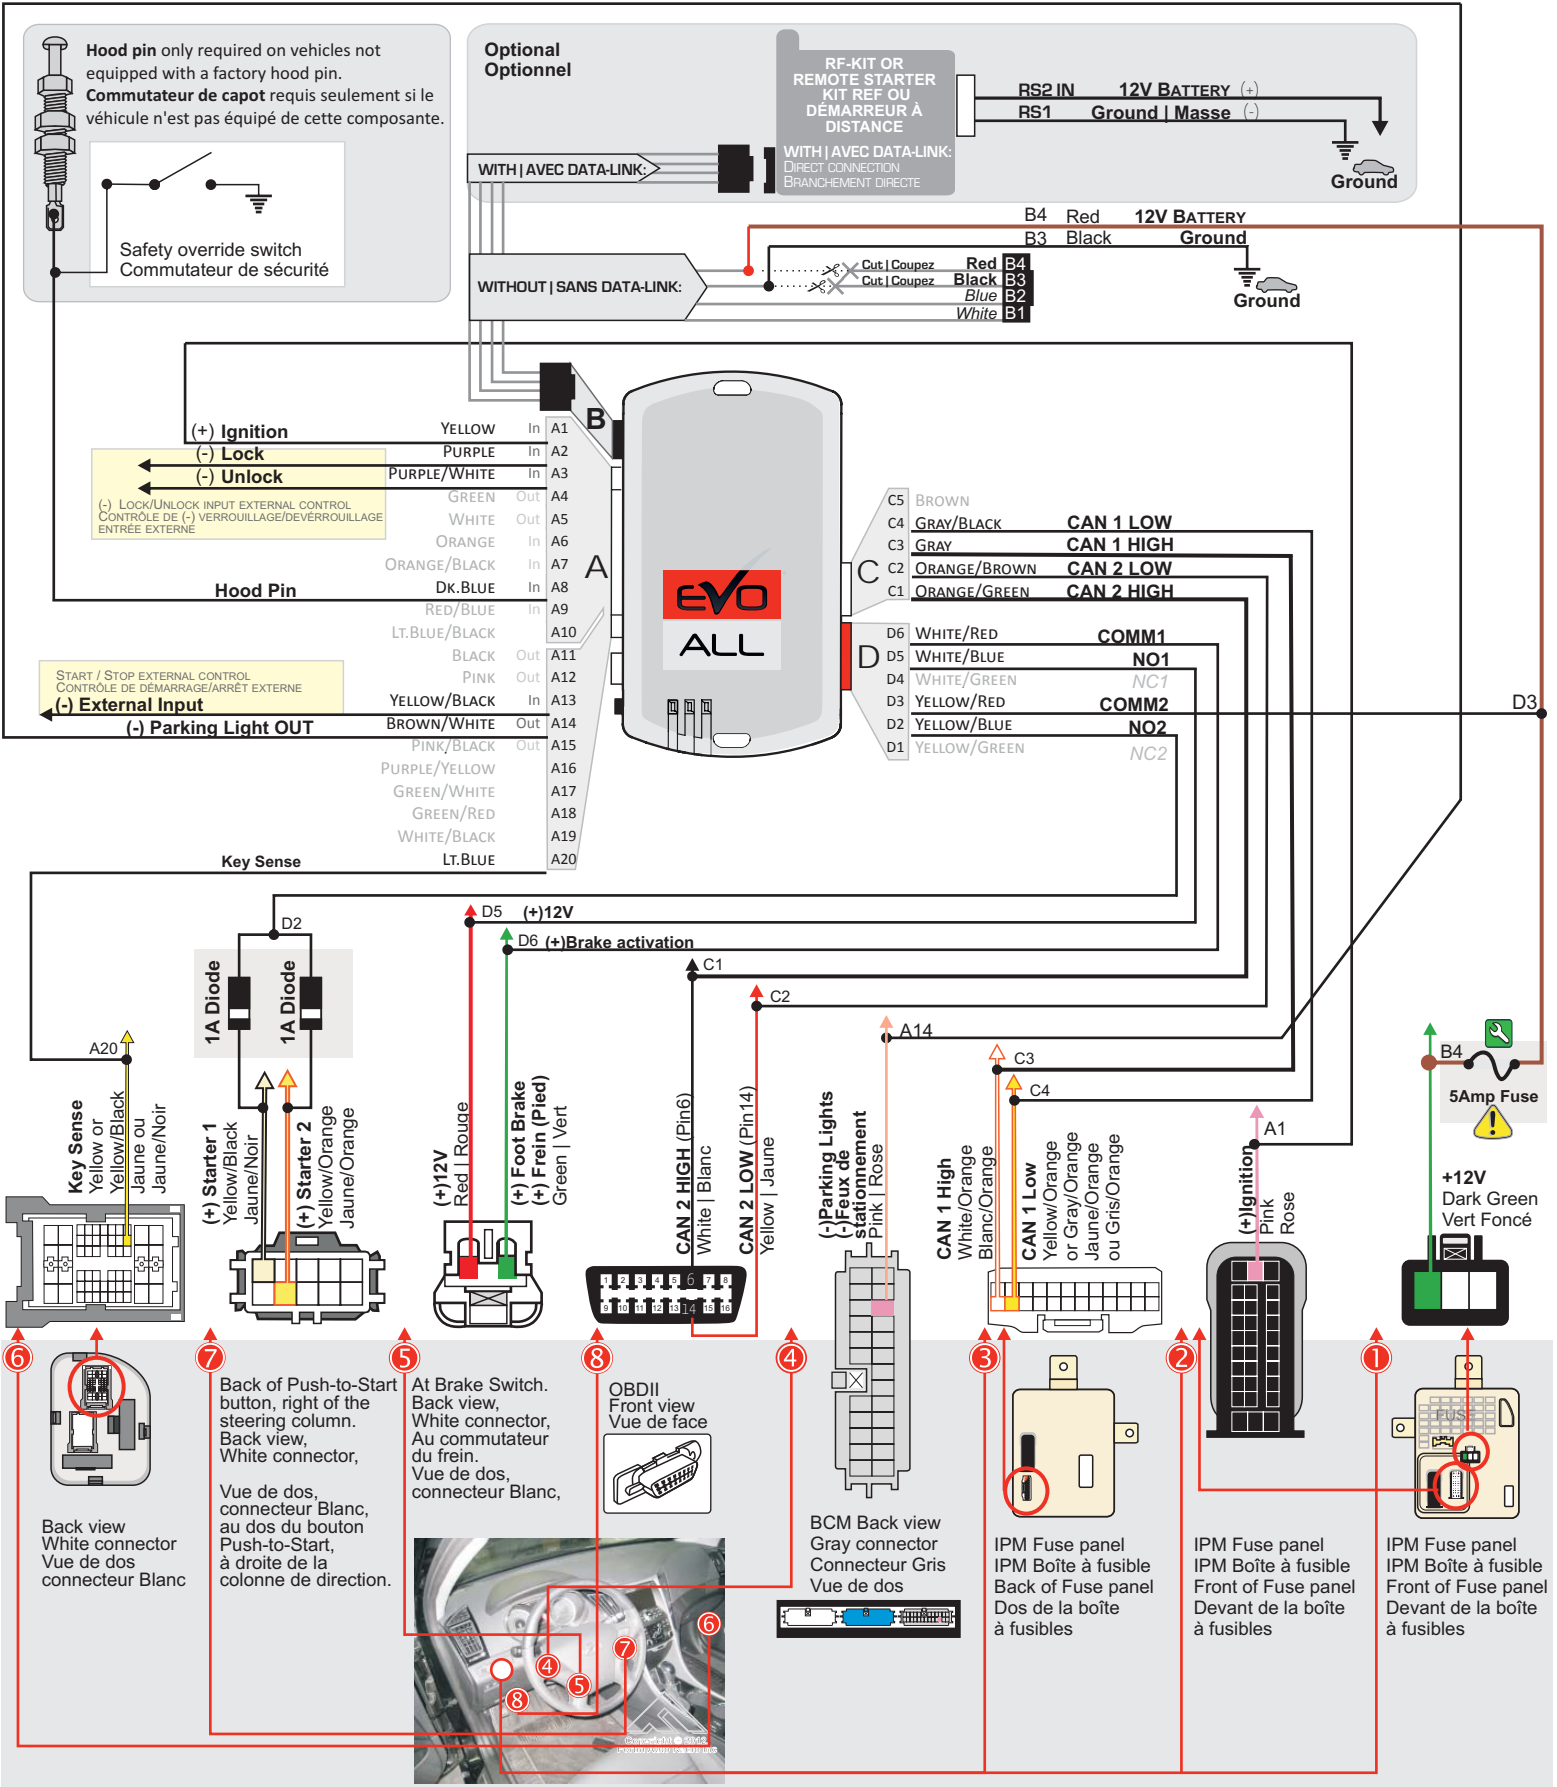 Hood pin only required on vehicles not
equipped with a factory hood pin.
Commutateur de capot requis seulement si le
véhicule n'est pas équipé de cette composante.
Safety override switch
Commutateur de sécurité
Optional
Optionnel
RF-KIT OR
REMOTE STARTER
KIT REF OU
DÉMARREUR À
DISTANCE
WITH | AVEC DATA-LINK:
DIRECT CONNECTION
BRANCHEMENT DIRECTE
RS2 IN 12V BATTERY (+)
RS1 Ground | Masse (-)
Ground
WITH | AVEC DATA-LINK:
B4 Red 12V BATTERY
B3 Black Ground
Ground
WITHOUT | SANS DATA-LINK:
Cut | Coupez Red B4
Cut | Coupez Black B3
Blue B2
White B1
B
(+) Ignition YELLOW In A1
(-) Lock PURPLE In A2
(-) Unlock PURPLE/WHITE In A3
(-) LOCK/UNLOCK INPUT EXTERNAL CONTROL
CONTRÔLE DE (-) VERROUILLAGE/DEVÉRROUILLAGE
ENTRÉE EXTERNE
GREEN Out A4
WHITE Out A5
ORANGE In A6
ORANGE/BLACK In A7
Hood Pin DK.BLUE In A8
RED/BLUE In A9
LT.BLUE/BLACK A10
BLACK Out A11
PINK Out A12
START / STOP EXTERNAL CONTROL
CONTRÔLE DE DÉMARRAGE/ARRÊT EXTERNE
(-) External Input YELLOW/BLACK In A13
(-) Parking Light OUT BROWN/WHITE Out A14
PINK/BLACK Out A15
PURPLE/YELLOW A16
GREEN/WHITE A17
GREEN/RED A18
WHITE/BLACK A19
Key Sense LT.BLUE A20
A
EVO
ALL
C
C5 BROWN
C4 GRAY/BLACK CAN 1 LOW
C3 GRAY CAN 1 HIGH
C2 ORANGE/BROWN CAN 2 LOW
C1 ORANGE/GREEN CAN 2 HIGH
D
D6 WHITE/RED COMM1
D5 WHITE/BLUE NO1
D4 WHITE/GREEN NC1
D3 YELLOW/RED COMM2
D2 YELLOW/BLUE NO2
D1 YELLOW/GREEN NC2
D3
D2
1A Diode
1A Diode
D5 (+)12V
D6 (+)Brake activation
C1
C2
A14
C3
C4
A1
B4
5Amp Fuse
A20
Key Sense
Yellow or
Yellow/Black
Jaune ou
Jaune/Noir
(+) Starter 1
Yellow/Black
Jaune/Noir
(+) Starter 2
Yellow/Orange
Jaune/Orange
(+)12V
Red | Rouge
(+) Foot Brake
(+) Frein (Pied)
Green | Vert
CAN 2 HIGH (Pin6)
White | Blanc
CAN 2 LOW (Pin14)
Yellow | Jaune
(-)Parking Lights
(-)Feux de
stationnement
Pink | Rose
CAN 1 High
White/Orange
Blanc/Orange
CAN 1 Low
Yellow/Orange
or Gray/Orange
Jaune/Orange
ou Gris/Orange
(+)Ignition
Pink
Rose
+12V
Dark Green
Vert Foncé
1 2 3 4 5 6 7 8
9 10 11 12 13 14 15 16
6
7
5
8
4
3
2
1
Back view
White connector
Vue de dos
connecteur Blanc
Back of Push-to-Start
button, right of the
steering column.
Back view,
White connector,
Vue de dos,
connecteur Blanc,
au dos du bouton
Push-to-Start,
à droite de la
colonne de direction.
At Brake Switch.
Back view,
White connector,
Au commutateur
du frein.
Vue de dos,
connecteur Blanc,
OBDII
Front view
Vue de face
BCM Back view
Gray connector
Connecteur Gris
Vue de dos
IPM Fuse panel
IPM Boîte à fusible
Back of Fuse panel
Dos de la boîte
à fusibles
IPM Fuse panel
IPM Boîte à fusible
Front of Fuse panel
Devant de la boîte
à fusibles
FUSE
IPM Fuse panel
IPM Boîte à fusible
Front of Fuse panel
Devant de la boîte
à fusibles
6
7
4
5
8